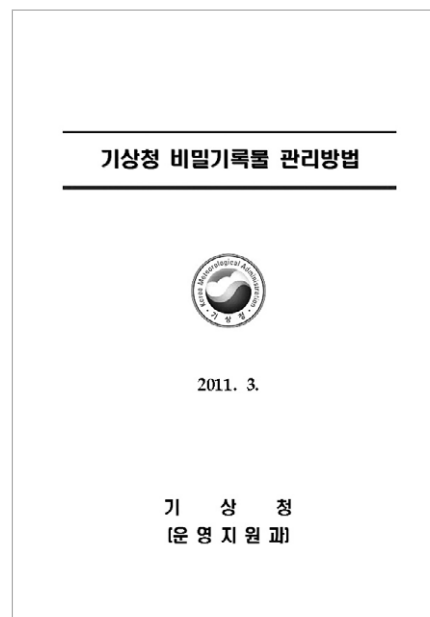 기상청 비밀기록물 관리방법
Korea Meteorological Administration
· 기 상 청 ·
2011. 3.
기 상 청
[운영지원과]